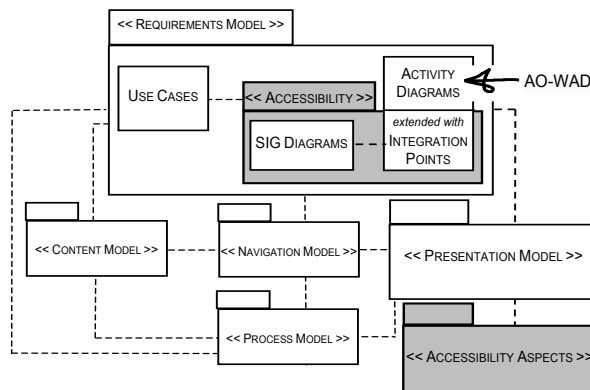 << REQUIREMENTS MODEL >>
ACTIVITY
DIAGRAMS
AO-WAD
USE CASES
<< ACCESSIBILITY >>
extended with
INTEGRATION
POINTS
SIG DIAGRAMS
<< CONTENT MODEL >>
<< NAVIGATION MODEL >>
<< PRESENTATION MODEL >>
<< PROCESS MODEL >>
<< ACCESSIBILITY ASPECTS >>